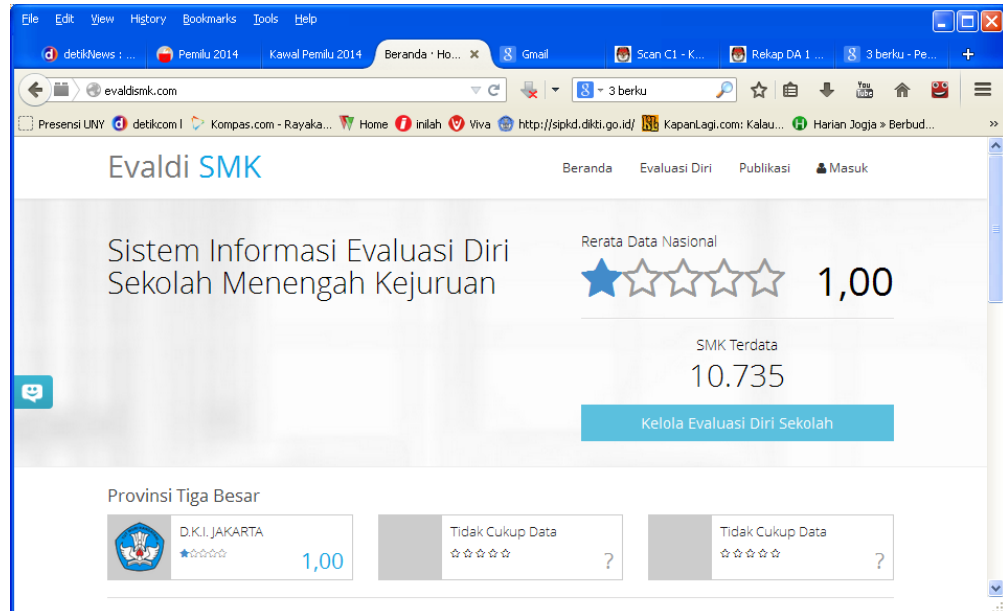 File Edit View History Bookmarks Tools Help
detikNews : ... Pemilu 2014 Kawal Pemilu 2014 Beranda · Ho... Gmail Scan C1 - K... Rekap DA 1 ... 3 berku - Pe...
evaldismk.com 3 berku You Tube
Presensi UNY detikcom l Kompas.com - Rayaka... Home inilah Viva http://sipkd.dikti.go.id/ KapanLagi.com: Kalau... Harian Jogja » Berbud... »
Evaldi SMK Beranda Evaluasi Diri Publikasi Masuk
Sistem Informasi Evaluasi Diri
Sekolah Menengah Kejuruan
Rerata Data Nasional
1,00
SMK Terdata
10.735
Kelola Evaluasi Diri Sekolah
Provinsi Tiga Besar
D.K.I. JAKARTA
1,00
Tidak Cukup Data
?
Tidak Cukup Data
?